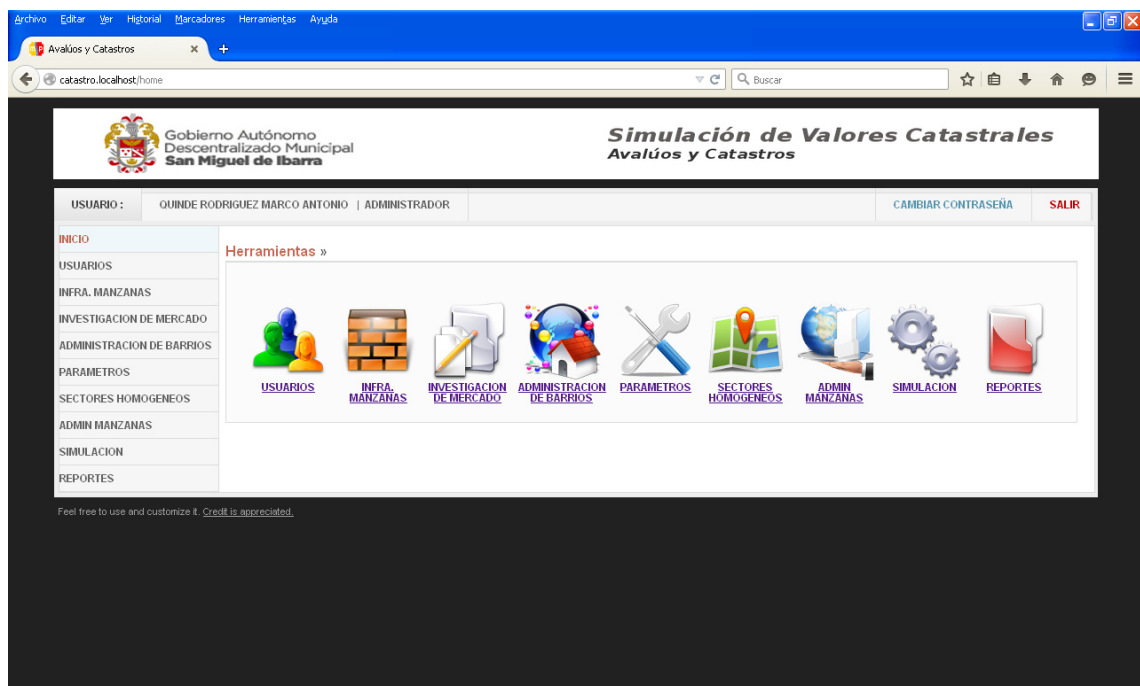 Archivo Editar Ver Historial Marcadores Herramientas Ayuda
Avalúos y Catastros
catastro.localhost/home
Buscar
Gobierno Autónomo
Descentralizado Municipal
San Miguel de Ibarra
Simulación de Valores Catastrales
Avalúos y Catastros
USUARIO : QUINDE RODRIGUEZ MARCO ANTONIO | ADMINISTRADOR CAMBIAR CONTRASEÑA SALIR
INICIO
USUARIOS
INFRA. MANZANAS
INVESTIGACION DE MERCADO
ADMINISTRACION DE BARRIOS
PARAMETROS
SECTORES HOMOGENEOS
ADMIN MANZANAS
SIMULACION
REPORTES
Herramientas »
USUARIOS
INFRA.
MANZANAS
INVESTIGACION
DE MERCADO
ADMINISTRACION
DE BARRIOS
PARAMETROS
SECTORES
HOMOGENEOS
ADMIN
MANZANAS
SIMULACION
REPORTES
Feel free to use and customize it. Credit is appreciated.